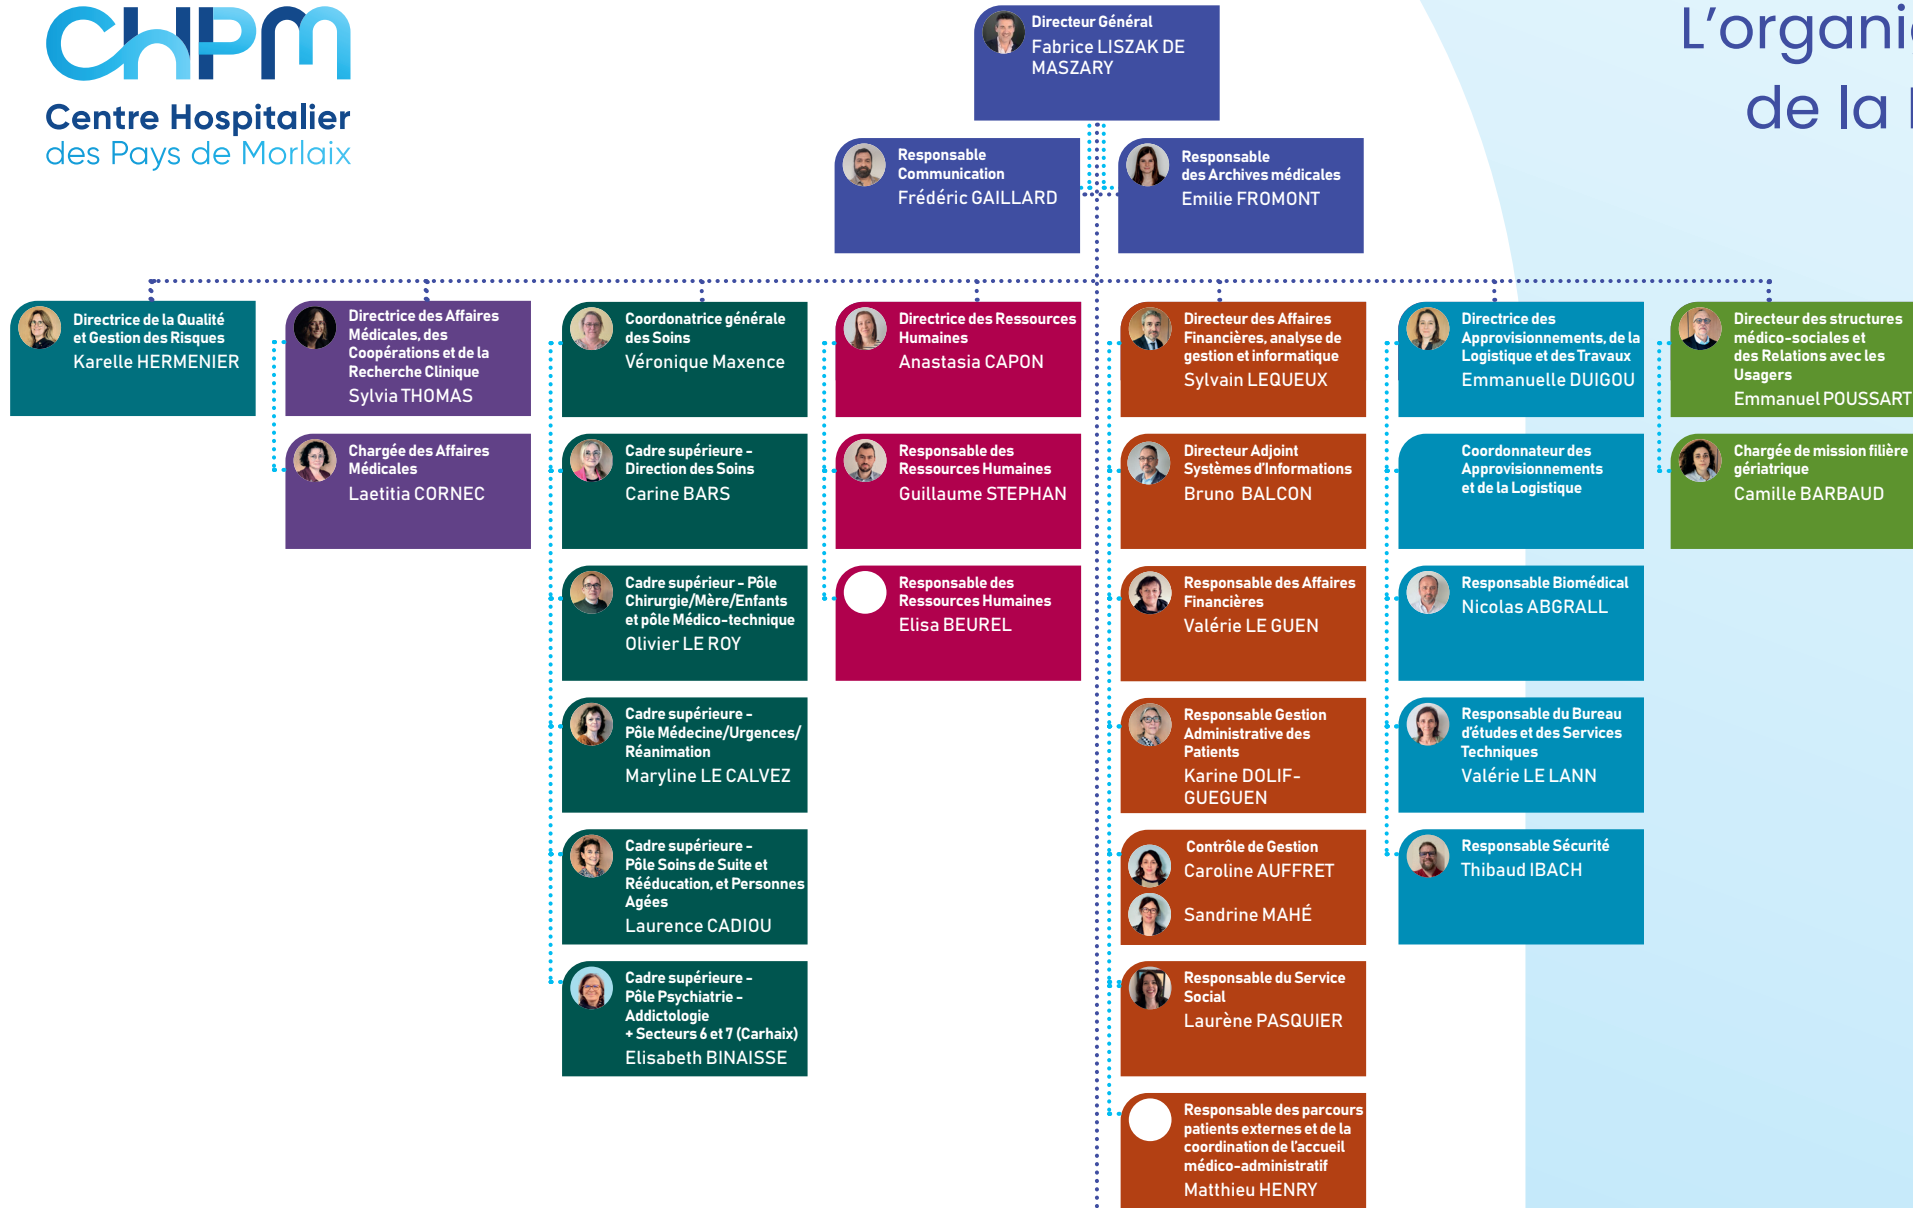 CHPM
Centre Hospitalier
des Pays de Morlaix
L'organi
de la
Directeur Général
Fabrice LISZAK DE
MASZARY
Responsable
Communication
Frédéric GAILLARD
Responsable
des Archives médicales
Emilie FROMONT
Directrice de la Qualité
et Gestion des Risques
Karelle HERMENIER
Directrice des Affaires
Médicales, des
Coopérations et de la
Recherche Clinique
Sylvia THOMAS
Chargée des Affaires
Médicales
Laetitia CORNEC
Coordonatrice générale
des Soins
Véronique Maxence
Cadre supérieure -
Direction des Soins
Carine BARS
Cadre supérieur - Pôle
Chirurgie/Mère/Enfants
et pôle Médico-technique
Olivier LE ROY
Cadre supérieure -
Pôle Médecine/Urgences/
Réanimation
Maryline LE CALVEZ
Cadre supérieure -
Pôle Soins de Suite et
Rééducation, et Personnes
Agées
Laurence CADIOU
Cadre supérieure -
Pôle Psychiatrie -
Addictologie
+ Secteurs 6 et 7 (Carhaix)
Elisabeth BINAISSE
Directrice des Ressources
Humaines
Anastasia CAPON
Responsable des
Ressources Humaines
Guillaume STEPHAN
Responsable des
Ressources Humaines
Elisa BEUREL
Directeur des Affaires
Financières, analyse de
gestion et informatique
Sylvain LEQUEUX
Directeur Adjoint
Systèmes d'Informations
Bruno BALCON
Responsable des Affaires
Financières
Valérie LE GUEN
Responsable Gestion
Administrative des
Patients
Karine DOLIF-
GUEGUEN
Contrôle de Gestion
Caroline AUFFRET
Sandrine MAHÉ
Responsable du Service
Social
Laurène PASQUIER
Responsable des parcours
patients externes et de la
coordination de l'accueil
médico-administratif
Matthieu HENRY
Directrice des
Approvisionnements, de la
Logistique et des Travaux
Emmanuelle DUIGOU
Coordonnateur des
Approvisionnements
et de la Logistique
Responsable Biomédical
Nicolas ABGRALL
Responsable du Bureau
d'études et des Services
Techniques
Valérie LE LANN
Responsable Sécurité
Thibaud IBACH
Directeur des structures
médico-sociales et
des Relations avec les
Usagers
Emmanuel POUSSART
Chargée de mission filière
gériatrique
Camille BARBAUD